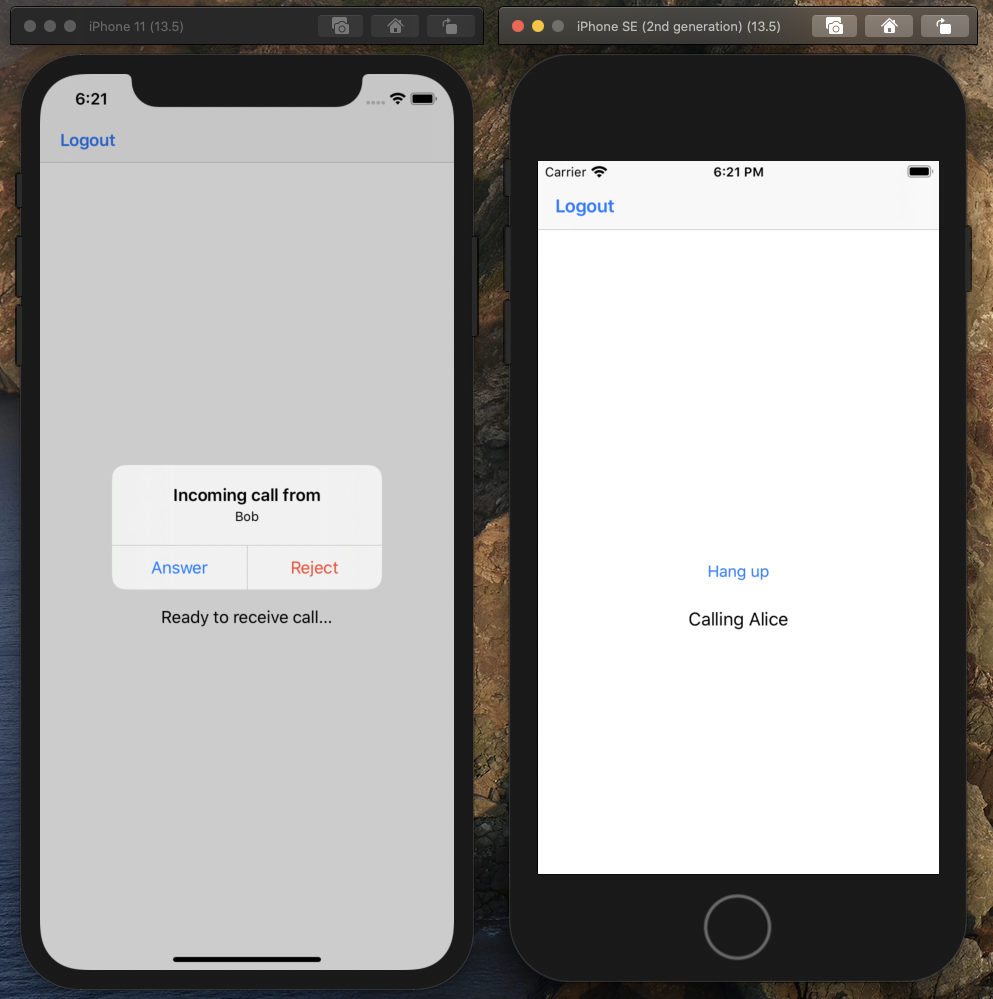 iPhone 11 (13.5)
6:21
Logout
Incoming call from
Bob
Answer
Reject
Ready to receive call...
iPhone SE (2nd generation) (13.5)
Carrier
6:21 PM
Logout
Hang up
Calling Alice